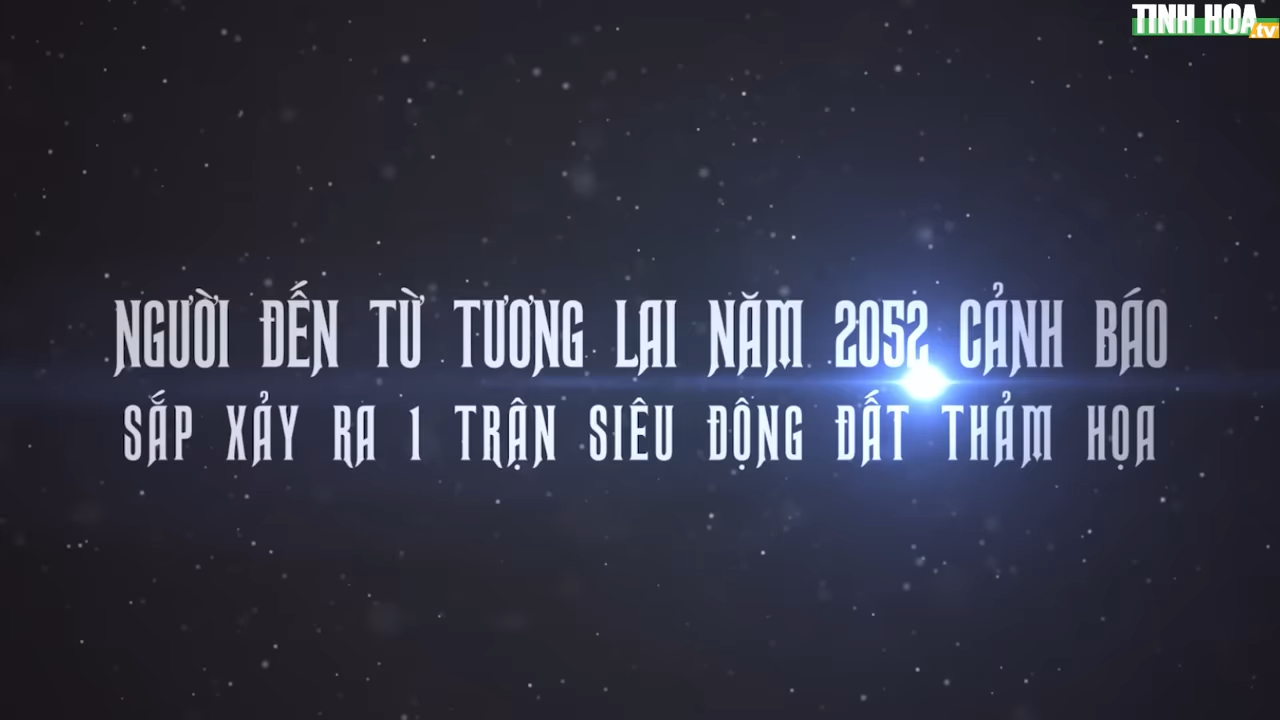 TINH HOA
.tv
NGƯỜI ĐẾN TỪ TƯƠNG LAI NĂM 2052 CẢNH BÁO
SẮP XẢY RA 1 TRẬN SIÊU ĐỘNG ĐẤT THẢM HỌA